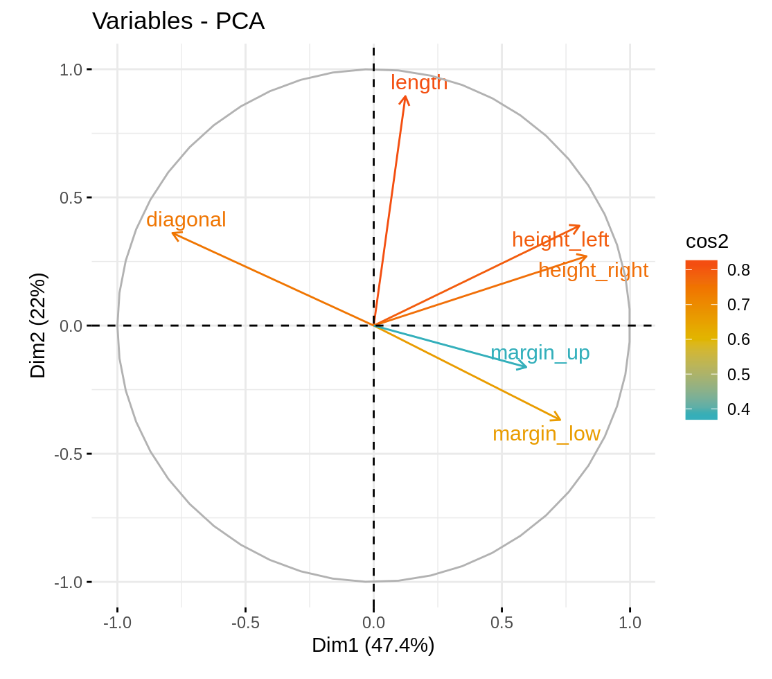 Variables - PCA
1.0
0.5
0.0
-0.5
-1.0
Dim2 (22%)
length
diagonal
height_left
height_right
margin_up
margin_low
-1.0
-0.5
0.0
0.5
1.0
Dim1 (47.4%)
cos2
0.8
0.7
0.6
0.5
0.4